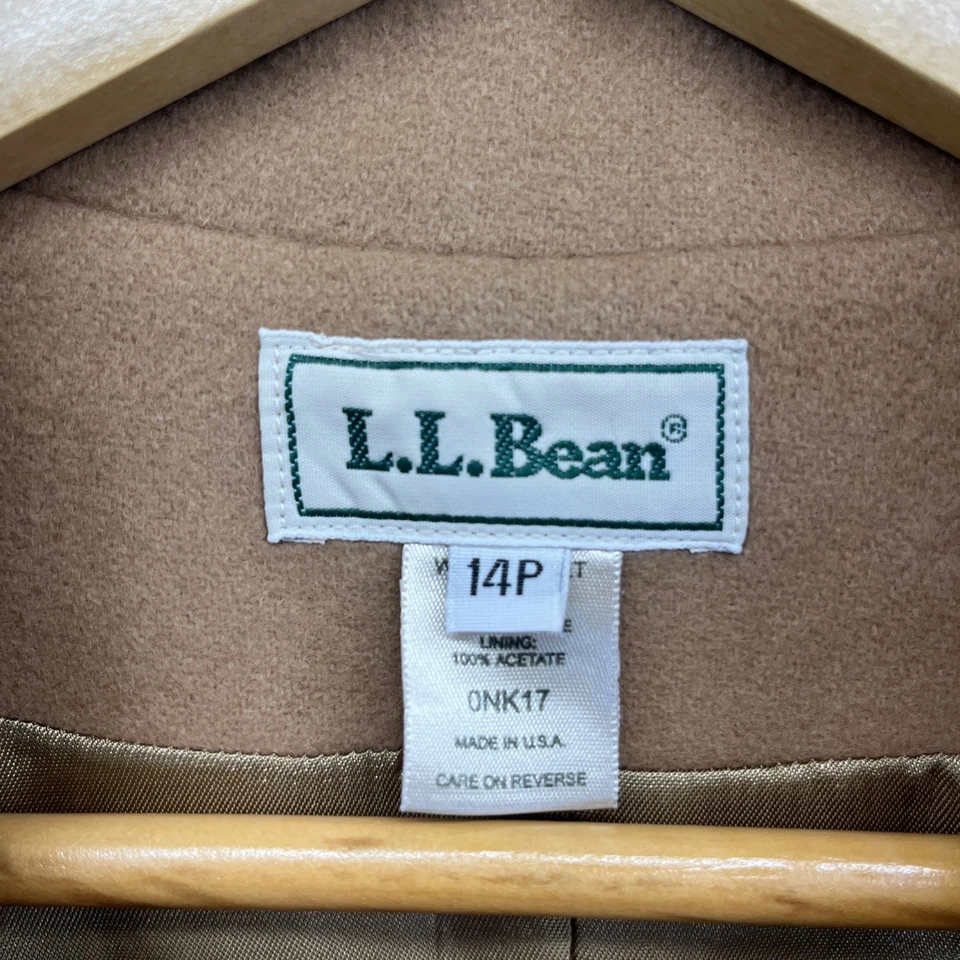 L.L.Bean®
14P
LINING:
100% ACETATE
0NK17
MADE IN U.S.A.
CARE ON REVERSE